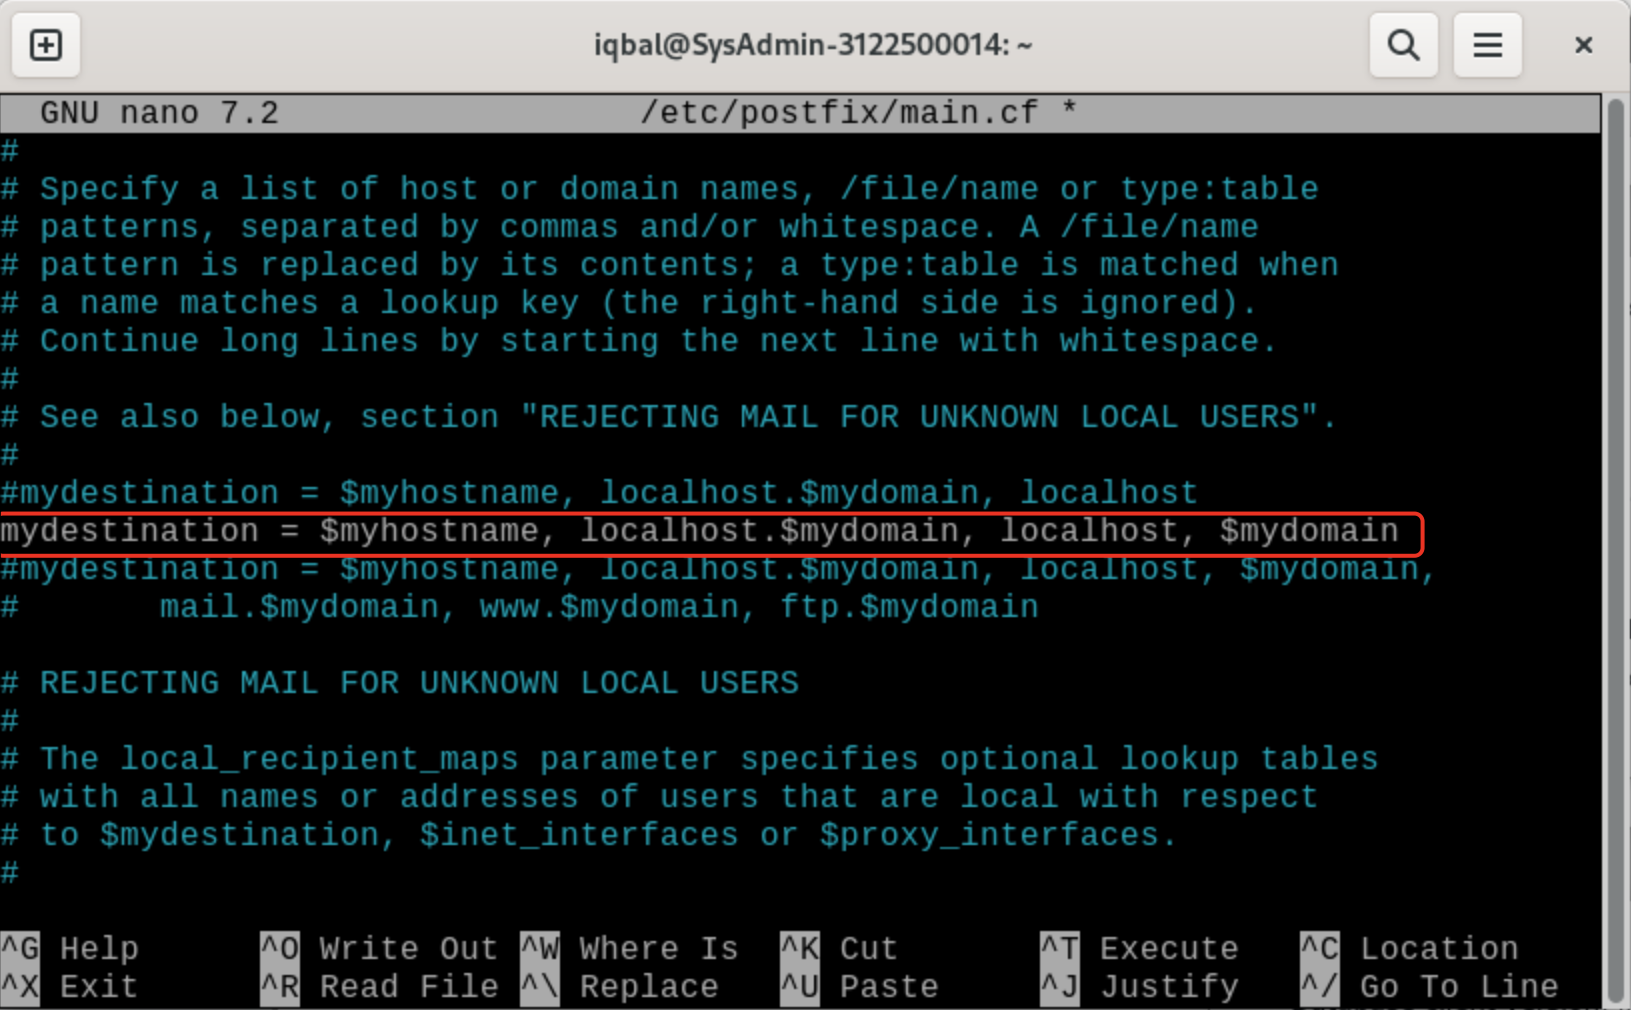 iqbal@SysAdmin-3122500014: ~
GNU nano 7.2 /etc/postfix/main.cf *
#
# Specify a list of host or domain names, /file/name or type:table
# patterns, separated by commas and/or whitespace. A /file/name
# pattern is replaced by its contents; a type:table is matched when
# a name matches a lookup key (the right-hand side is ignored).
# Continue long lines by starting the next line with whitespace.
#
# See also below, section "REJECTING MAIL FOR UNKNOWN LOCAL USERS".
#
#mydestination = $myhostname, localhost.$mydomain, localhost
mydestination = $myhostname, localhost.$mydomain, localhost, $mydomain
#mydestination = $myhostname, localhost.$mydomain, localhost, $mydomain,
#       mail.$mydomain, www.$mydomain, ftp.$mydomain
# REJECTING MAIL FOR UNKNOWN LOCAL USERS
#
# The local_recipient_maps parameter specifies optional lookup tables
# with all names or addresses of users that are local with respect
# to $mydestination, $inet_interfaces or $proxy_interfaces.
#
^G Help ^O Write Out ^W Where Is ^K Cut ^T Execute ^C Location
^X Exit ^R Read File ^\ Replace ^U Paste ^J Justify ^/ Go To Line